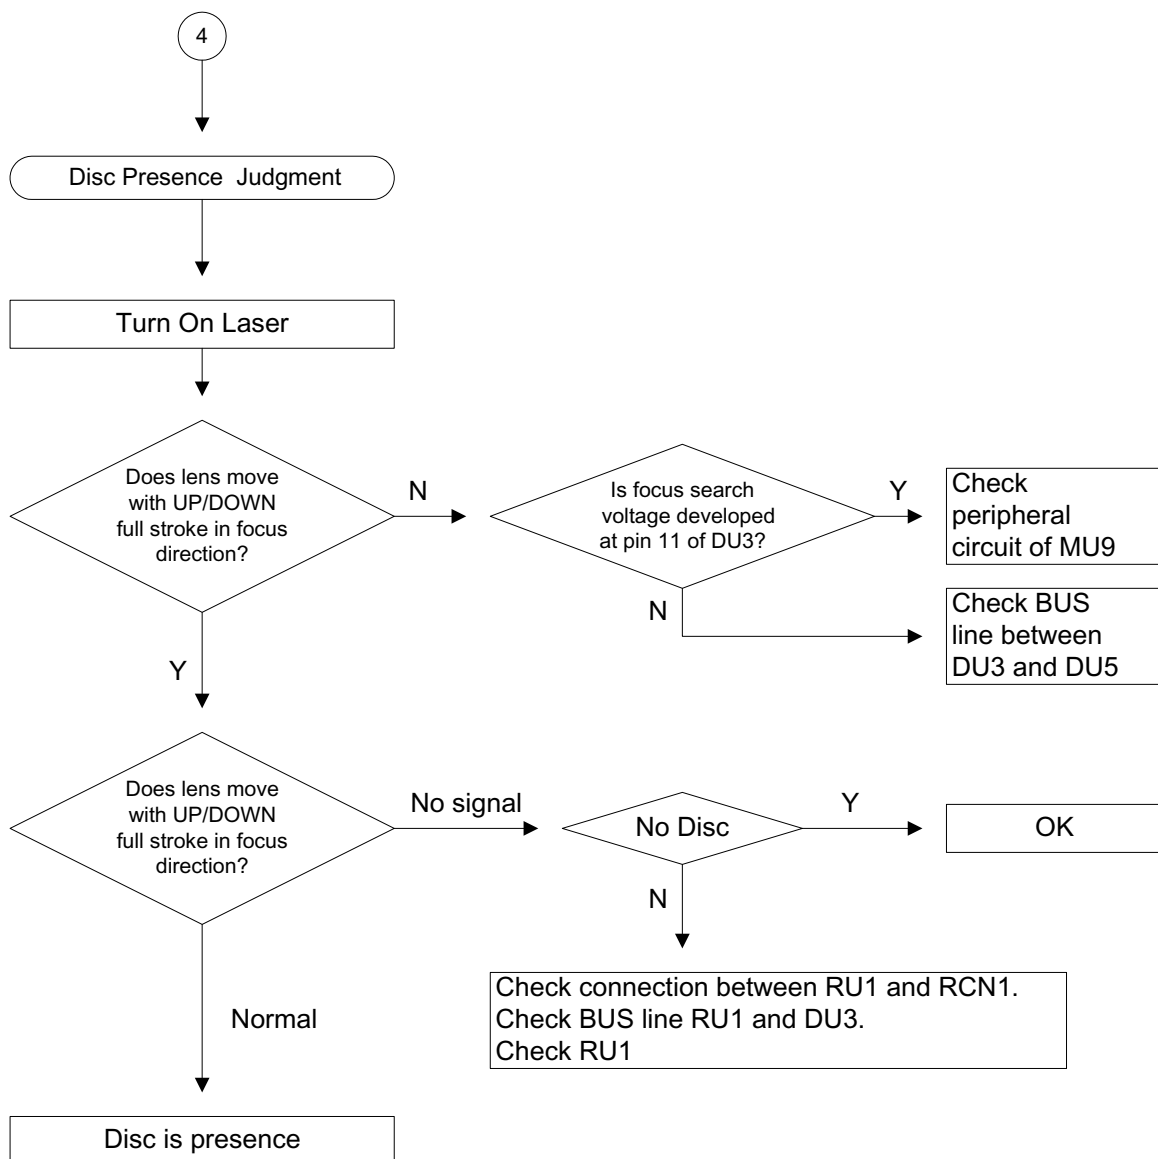 4
Disc Presence Judgment
Turn On Laser
Does lens move
with UP/DOWN
full stroke in focus
direction?
N
Is focus search
voltage developed
at pin 11 of DU3?
Y
Check
peripheral
circuit of MU9
N
Check BUS
line between
DU3 and DU5
Y
Does lens move
with UP/DOWN
full stroke in focus
direction?
No signal
No Disc
Y
OK
N
Check connection between RU1 and RCN1.
Check BUS line RU1 and DU3.
Check RU1
Normal
Disc is presence